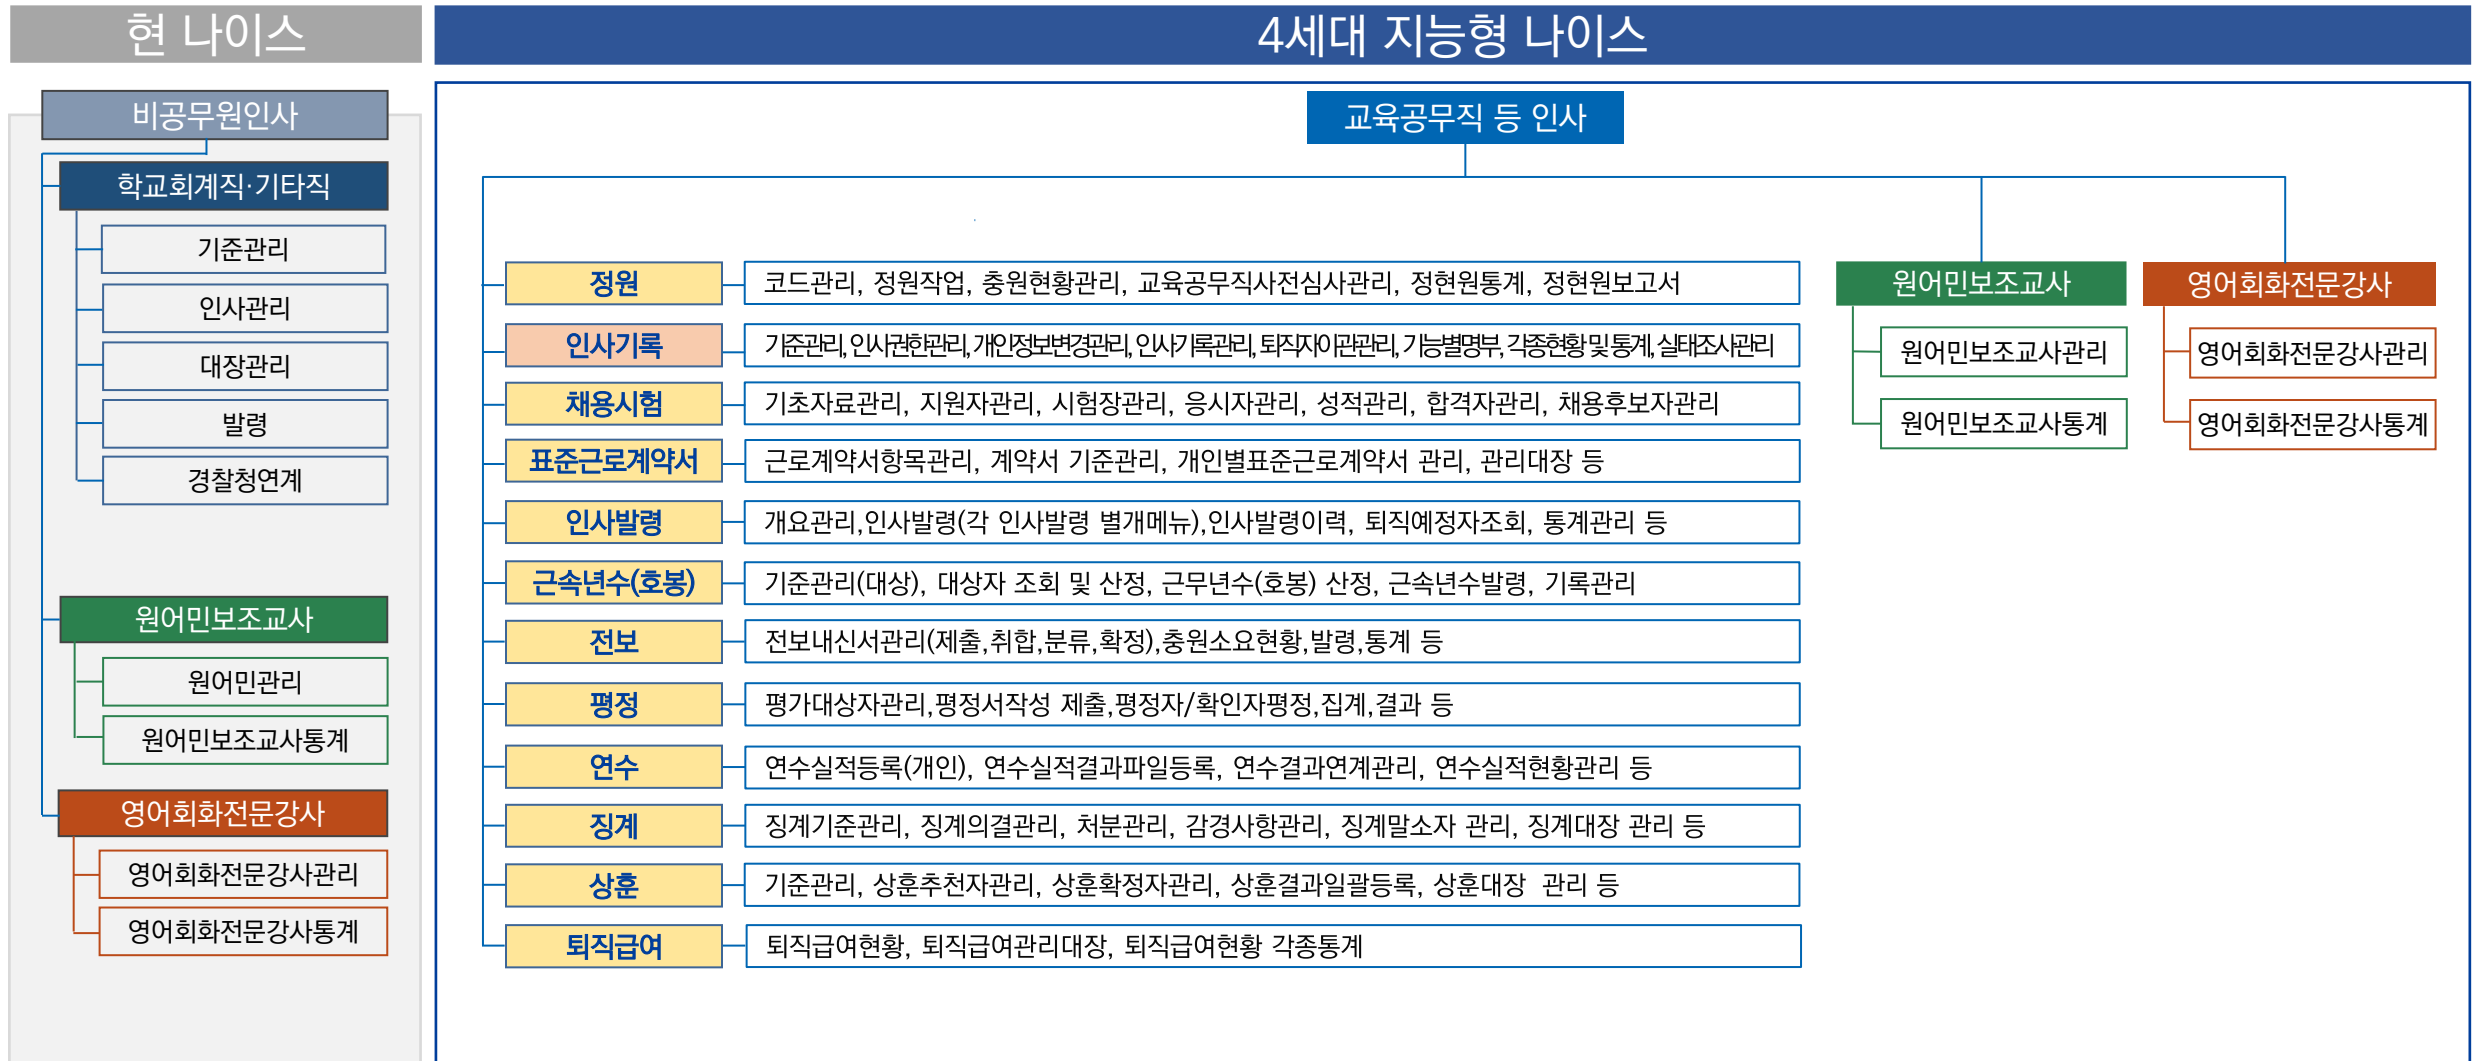 현 나이스
비공무원인사
학교회계직·기타직
기준관리
인사관리
대장관리
발령
경찰청연계
원어민보조교사
원어민관리
원어민보조교사통계
영어회화전문강사
영어회화전문강사관리
영어회화전문강사통계
4세대 지능형 나이스
교육공무직 등 인사
정원
코드관리, 정원작업, 충원현황관리, 교육공무직사전심사관리, 정현원통계, 정현원보고서
인사기록
기준관리, 인사권한관리, 개인정보변경관리, 인사기록관리, 퇴직자이관관리, 기능별명부, 각종현황 및 통계, 실태조사관리
채용시험
기초자료관리, 지원자관리, 시험장관리, 응시자관리, 성적관리, 합격자관리, 채용후보자관리
표준근로계약서
근로계약서항목관리, 계약서 기준관리, 개인별표준근로계약서 관리, 관리대장 등
인사발령
개요관리,인사발령(각 인사발령 별개메뉴),인사발령이력, 퇴직예정자조회, 통계관리 등
근속년수(호봉)
기준관리(대상), 대상자 조회 및 산정, 근무년수(호봉) 산정, 근속년수발령, 기록관리
전보
전보내신서관리(제출,취합,분류,확정),충원소요현황,발령,통계 등
평정
평가대상자관리,평정서작성 제출,평정자/확인자평정,집계,결과 등
연수
연수실적등록(개인), 연수실적결과파일등록, 연수결과연계관리, 연수실적현황관리 등
징계
징계기준관리, 징계의결관리, 처분관리, 감경사항관리, 징계말소자 관리, 징계대장 관리 등
상훈
기준관리, 상훈추천자관리, 상훈확정자관리, 상훈결과일괄등록, 상훈대장 관리 등
퇴직급여
퇴직급여현황, 퇴직급여관리대장, 퇴직급여현황 각종통계
원어민보조교사
원어민보조교사관리
원어민보조교사통계
영어회화전문강사
영어회화전문강사관리
영어회화전문강사통계